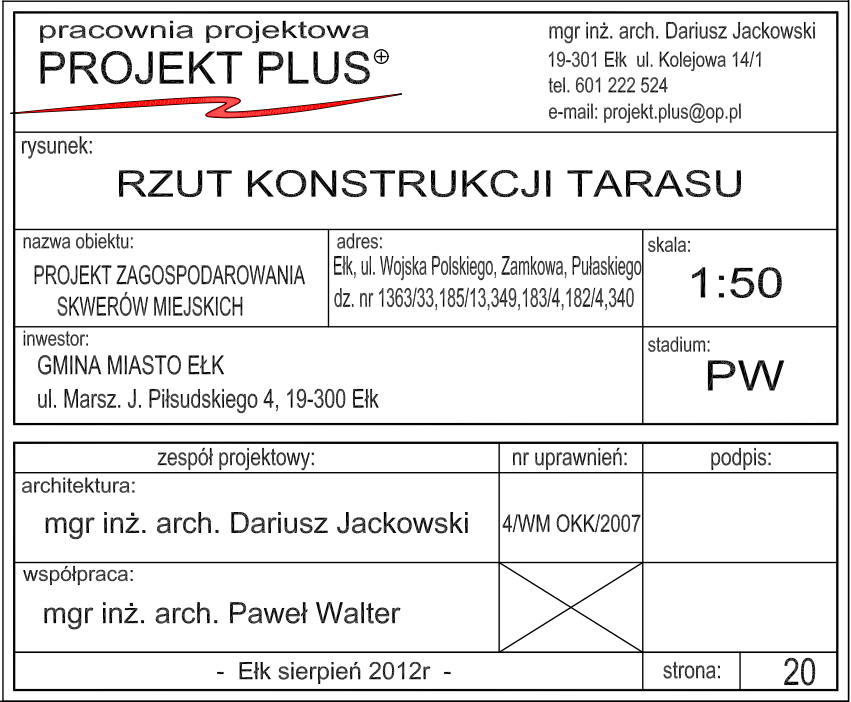 pracownia projektowa
PROJEKT PLUS⊕
mgr inż. arch. Dariusz Jackowski
19-301 Ełk ul. Kolejowa 14/1
tel. 601 222 524
e-mail: projekt.plus@op.pl
rysunek:
RZUT KONSTRUKCJI TARASU
nazwa obiektu:
PROJEKT ZAGOSPODAROWANIA
SKWERÓW MIEJSKICH
adres:
Ełk, ul. Wojska Polskiego, Zamkowa, Pułaskiego
dz. nr 1363/33,185/13,349,183/4,182/4,340
skala:
1:50
inwestor:
GMINA MIASTO EŁK
ul. Marsz. J. Piłsudskiego 4, 19-300 Ełk
stadium:
PW
zespół projektowy:
nr uprawnień:
podpis:
architektura:
mgr inż. arch. Dariusz Jackowski
4/WM OKK/2007
współpraca:
mgr inż. arch. Paweł Walter
- Ełk sierpień 2012r -
strona:
20